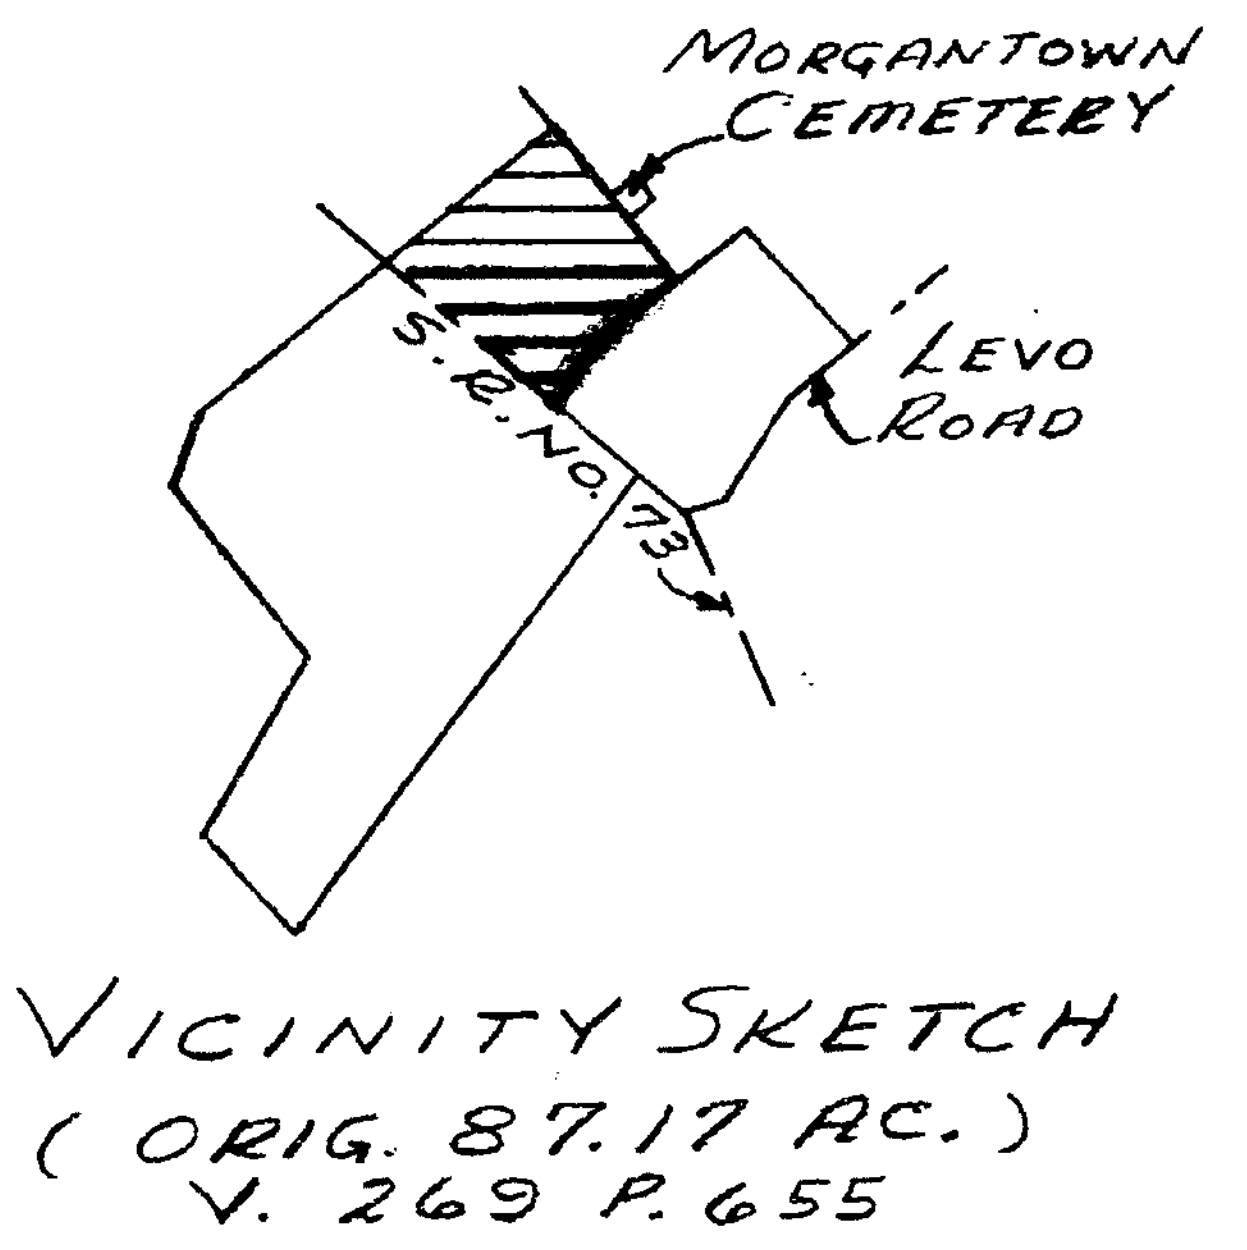 MORGANTOWN
CEMETERY
LEVO
ROAD
S. R. NO. 73
VICINITY SKETCH
( ORIG. 87.17 AC. )
V. 269 P. 655